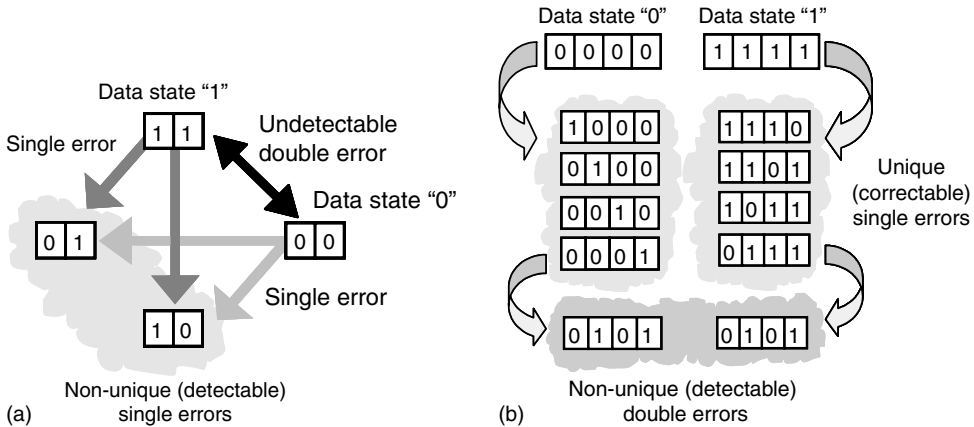 Data state “1”
1 1
Single error
Undetectable
double error
Data state “0”
0 1
0 0
Single error
1 0
Non-unique (detectable)
single errors
(a)
Data state “0”
Data state “1”
0 0 0 0
1 1 1 1
1 0 0 0
1 1 1 0
0 1 0 0
1 1 0 1
0 0 1 0
1 0 1 1
0 0 0 1
0 1 1 1
Unique
(correctable)
single errors
0 1 0 1
0 1 0 1
Non-unique (detectable)
double errors
(b)